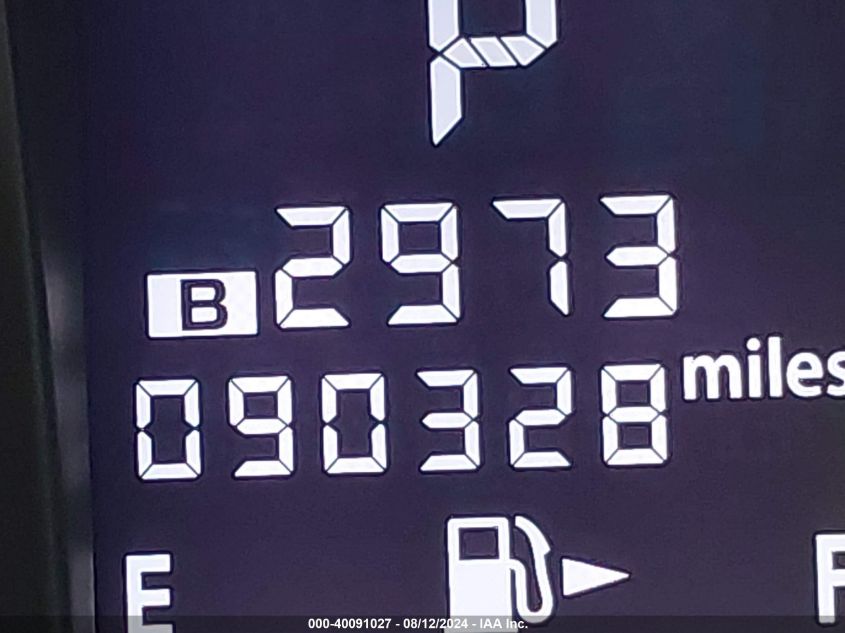 P
B 2973
090328 miles
E F
000-40091027 - 08/12/2024 - IAA Inc.